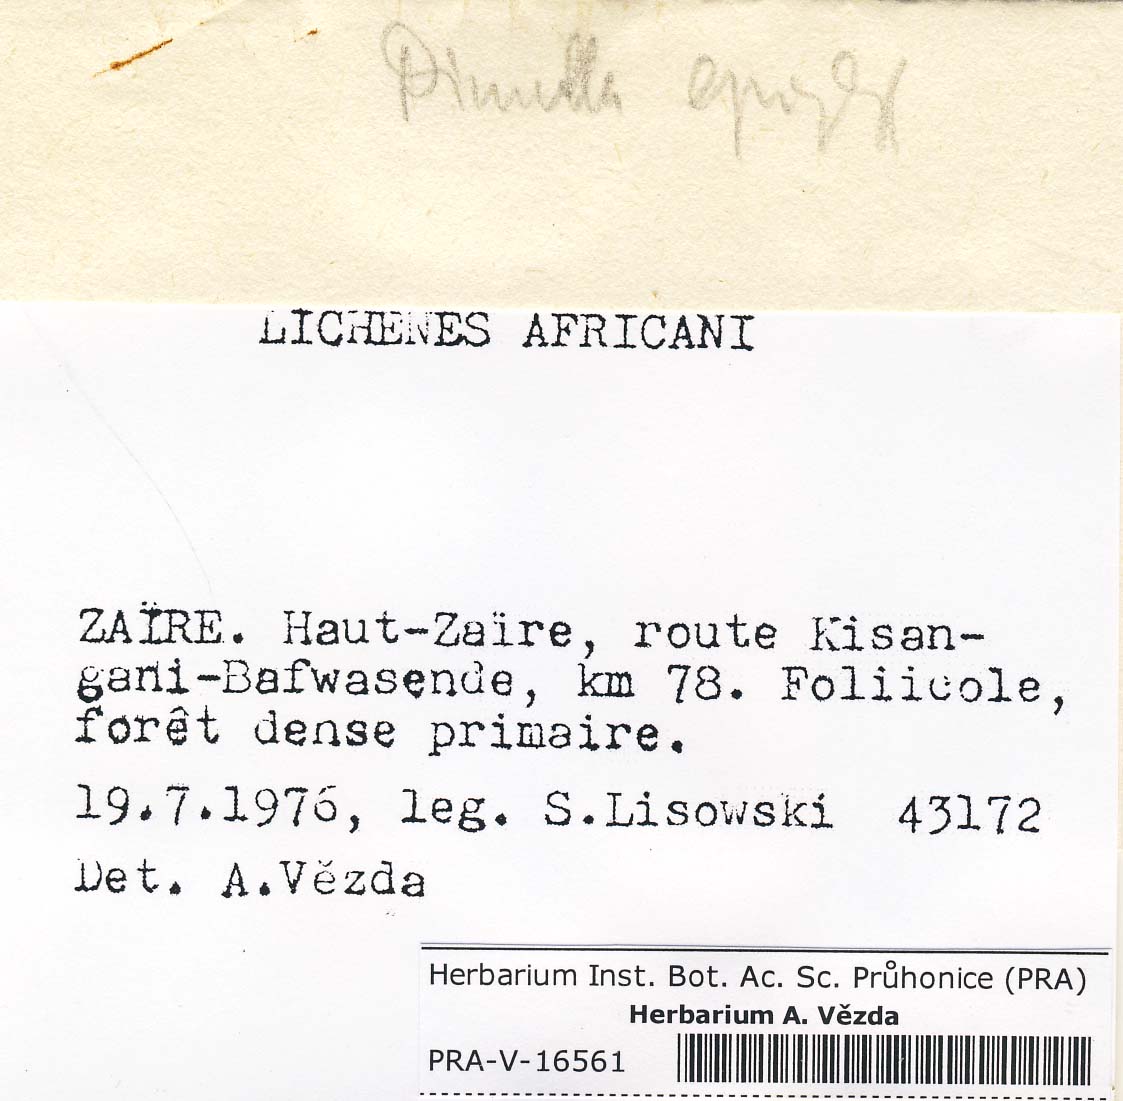 Dimerella
LICHENES AFRICANI
ZAÏRE. Haut-Zaïre, route Kisan-
gani-Bafwasende, km 78. Foliicole,
forêt dense primaire.
19.7.1976, leg. S.Lisowski 43172
Det. A.Vězda
Herbarium Inst. Bot. Ac. Sc. Průhonice (PRA)
Herbarium A. Vězda
PRA-V-16561